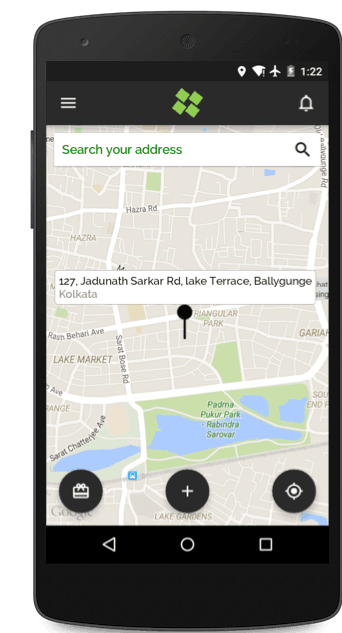 1:22
Search your address
Hazra Rd
HAZRA
127, Jadunath Sarkar Rd, lake Terrace, Ballygunge
Kolkata
TRIANGULAR
PARK
Rash Behari Ave
GARIAH
LAKE MARKET
Sarat Bose Rd
Padma
Pukur Park
- Rabindra
Sarovar
Sarat Chatterjee Ave
Google
LAKE GARDENS